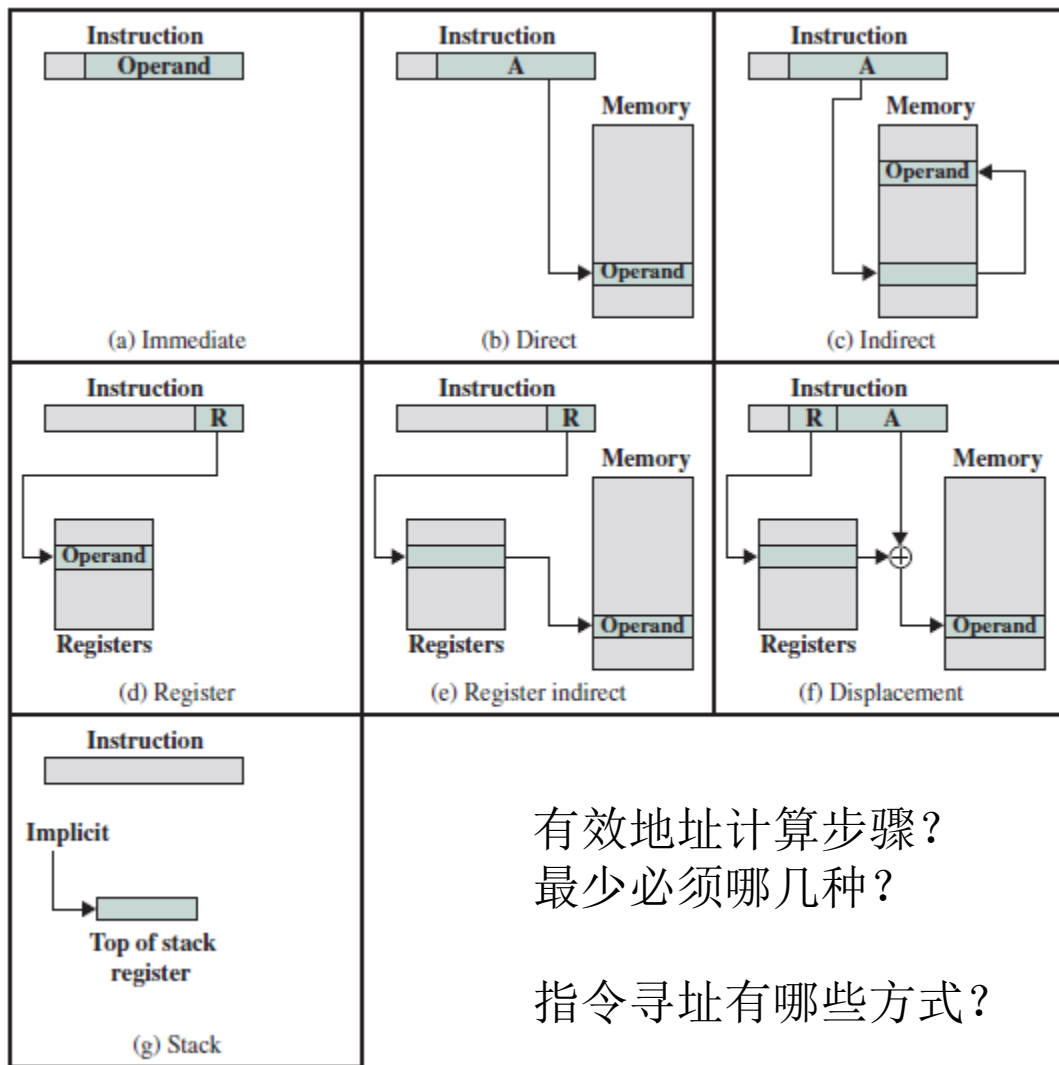 Instruction
Operand
(a) Immediate
Instruction
A
Memory
Operand
(b) Direct
Instruction
A
Memory
Operand
(c) Indirect
Instruction
R
Operand
Registers
(d) Register
Instruction
R
Memory
Operand
Registers
(e) Register indirect
Instruction
R A
Memory
Operand
Registers
(f) Displacement
Instruction
Implicit
Top of stack
register
(g) Stack
有效地址计算步骤？
最少必须哪几种？
指令寻址有哪些方式？